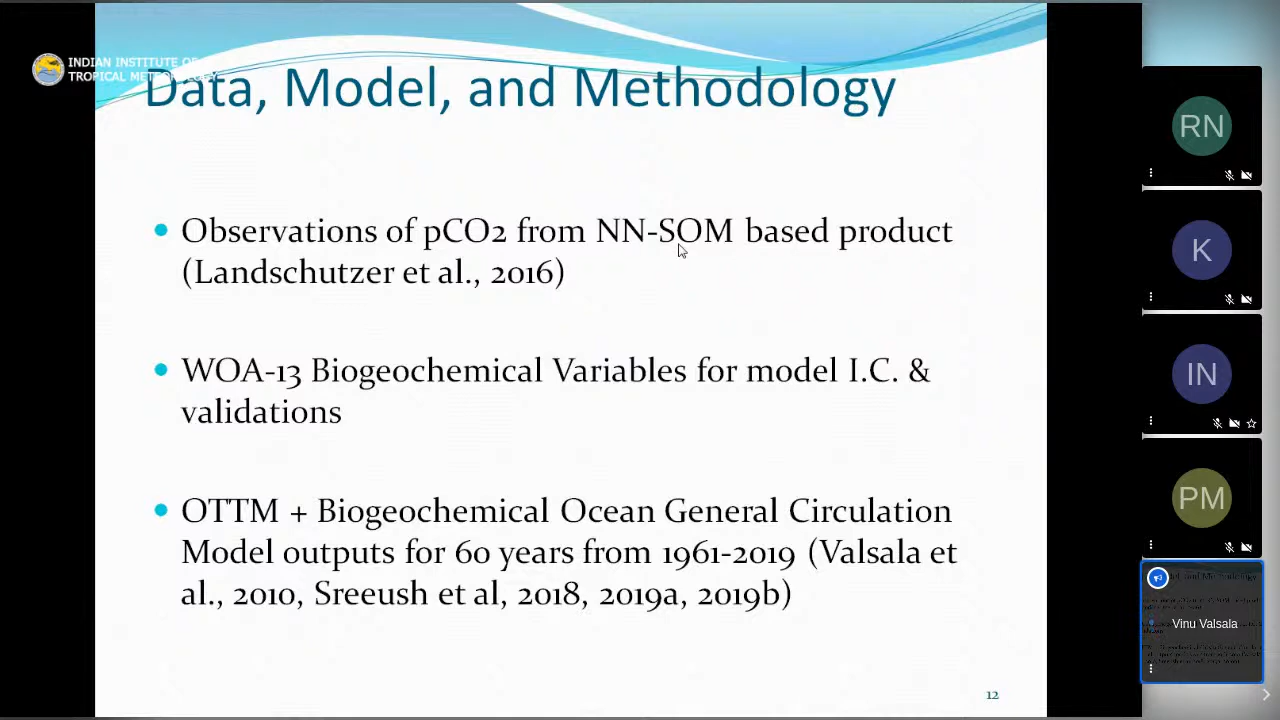 INDIAN INSTITUTE OF
TROPICAL METEOROLOGY
Data, Model, and Methodology
Observations of pCO2 from NN-SOM based product
(Landschutzer et al., 2016)
WOA-13 Biogeochemical Variables for model I.C. &
validations
OTTM + Biogeochemical Ocean General Circulation
Model outputs for 60 years from 1961-2019 (Valsala et
al., 2010, Sreeush et al, 2018, 2019a, 2019b)
12
RN
K
IN
PM
Vinu Valsala